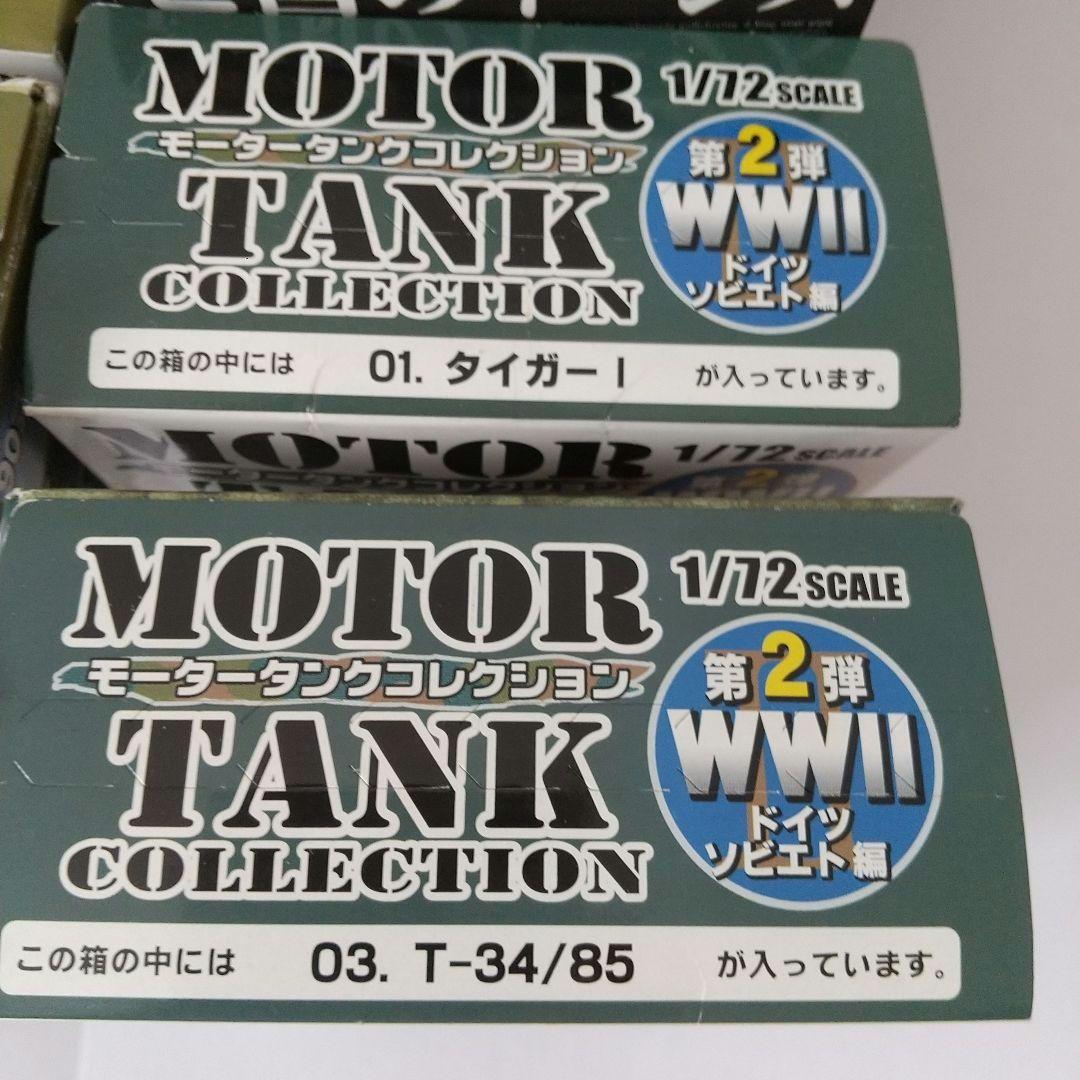 MOTOR
モータータンクコレクション
TANK
COLLECTION
1/72 SCALE
第2弾
WWII
ドイツ
ソビエト編
この箱の中には 01. タイガーI が入っています。
MOTOR
1/72 SCALE
MOTOR
モータータンクコレクション
TANK
COLLECTION
1/72 SCALE
第2弾
WWII
ドイツ
ソビエト編
この箱の中には 03. T-34/85 が入っています。